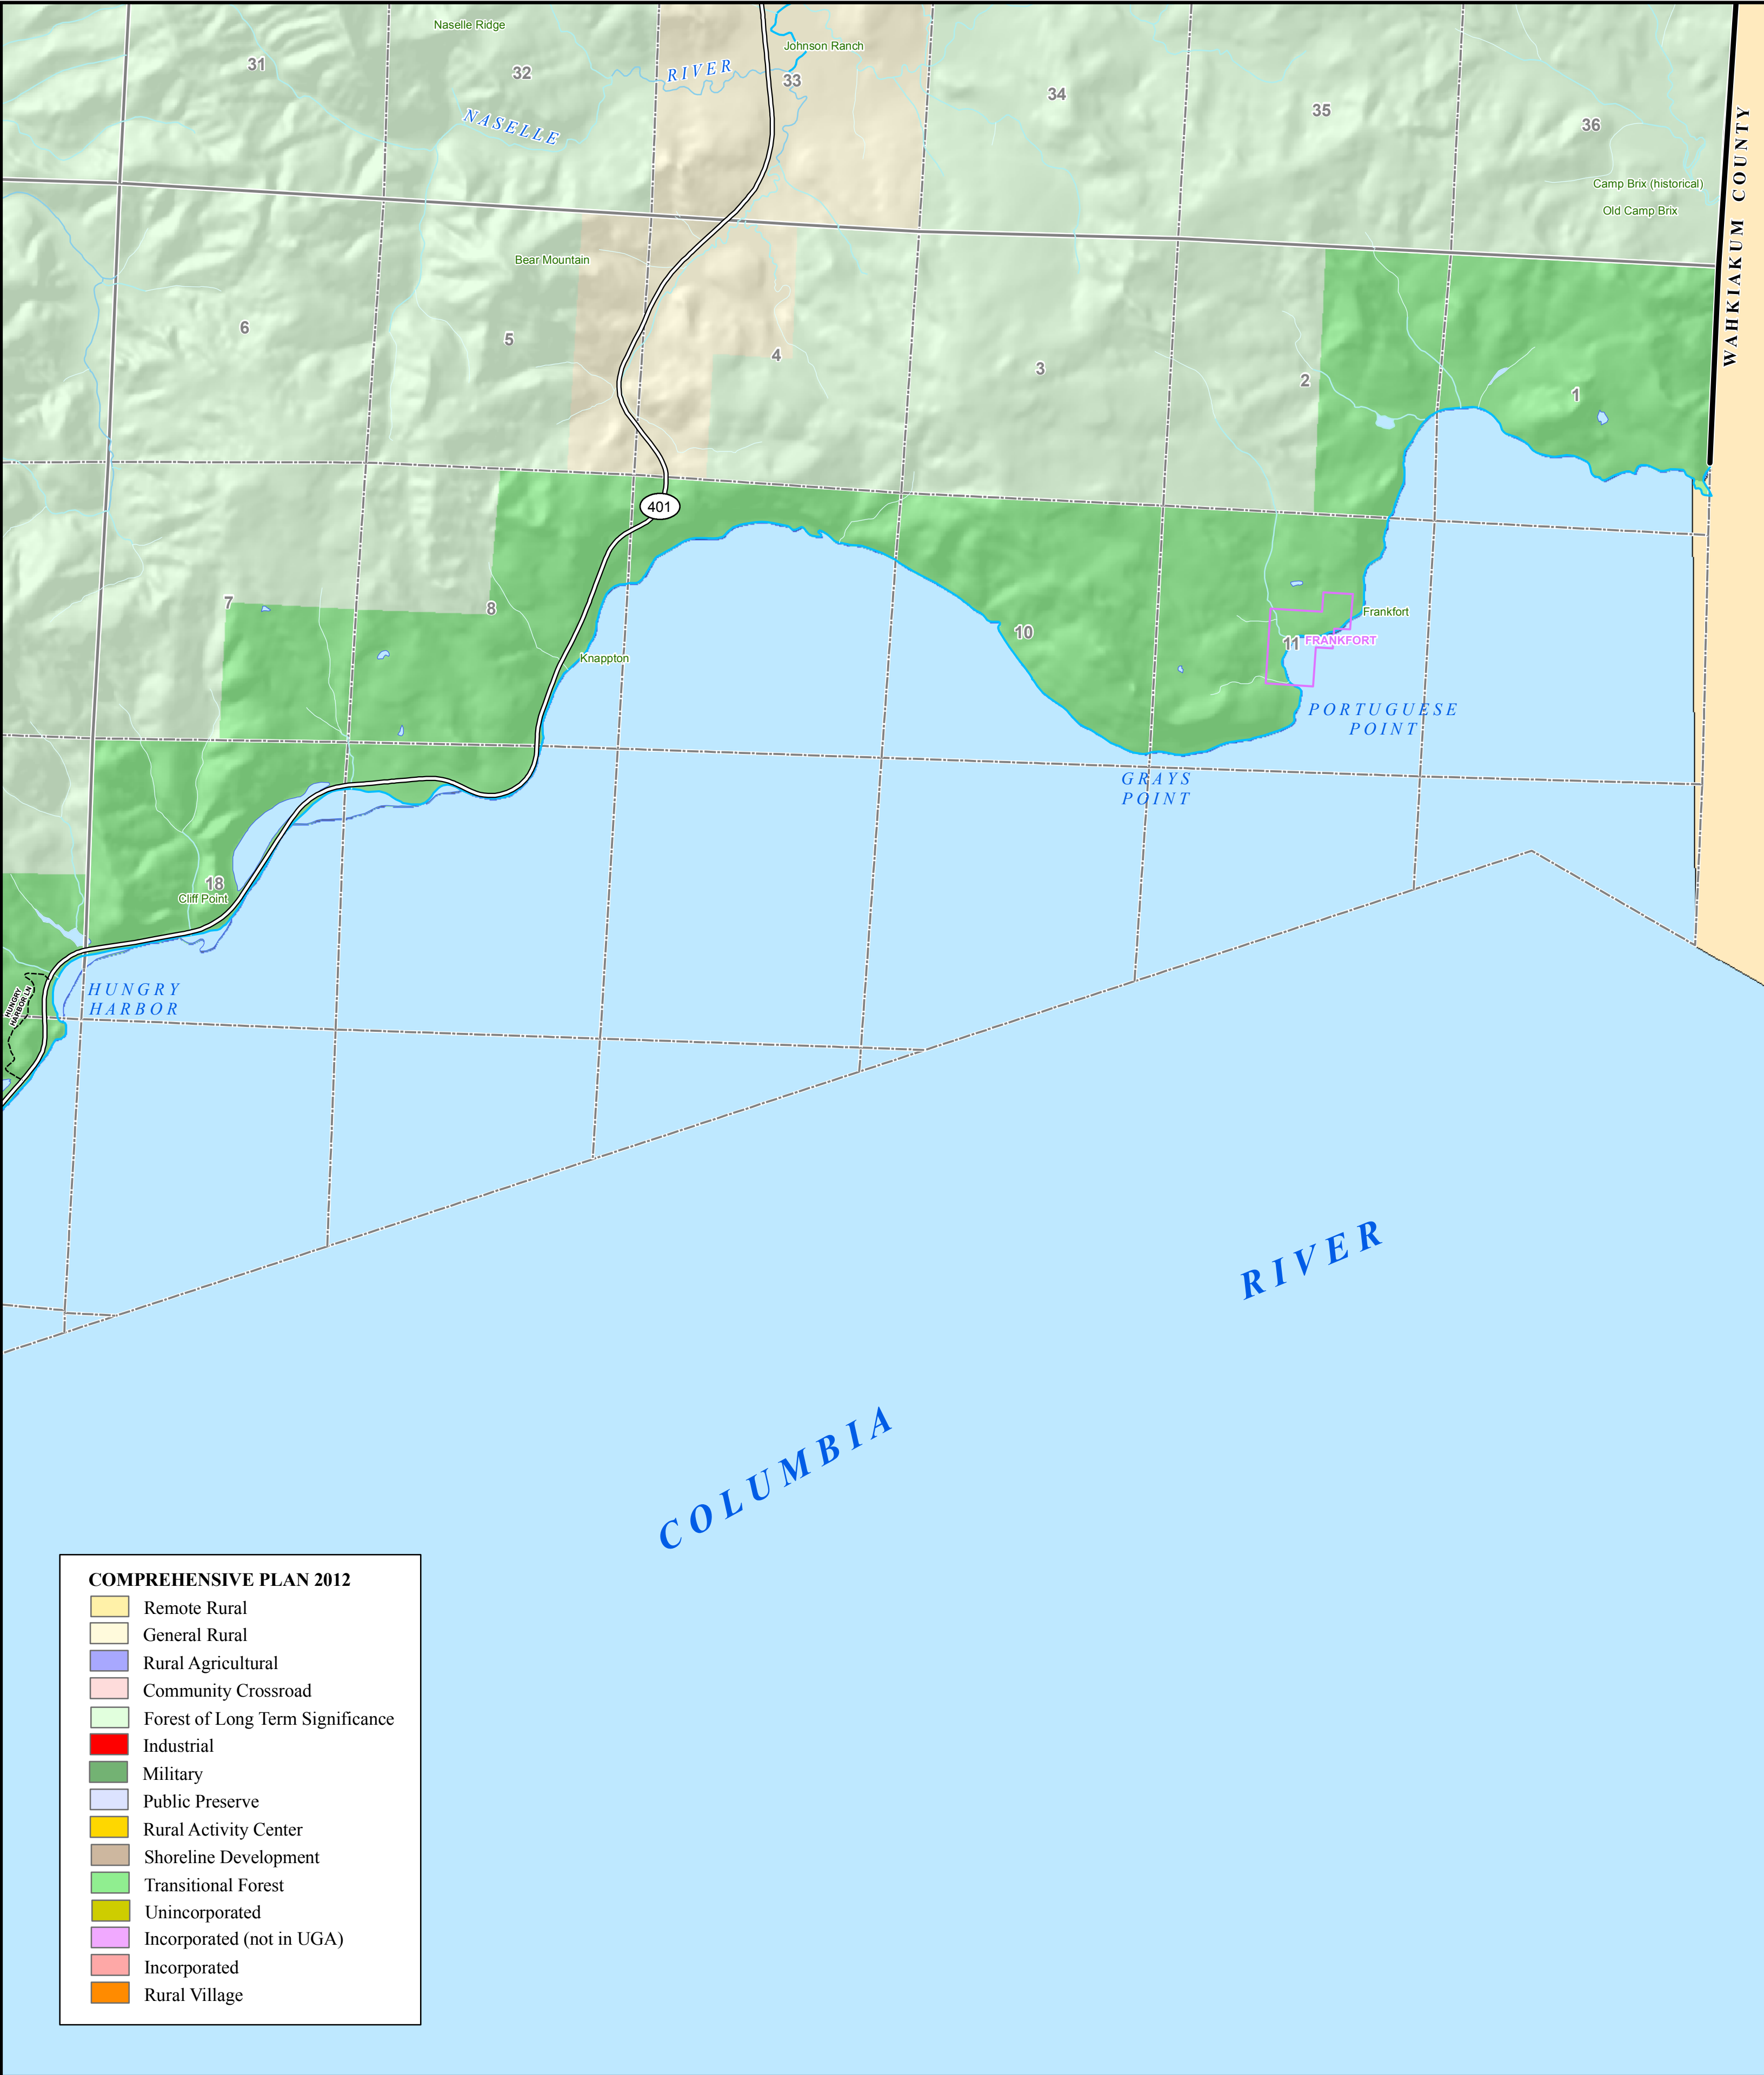 Naselle Ridge
Johnson Ranch
31
32
RIVER
33
34
35
36
NASELLE
WAHKIAKUM COUNTY
Camp Brix (historical)
Old Camp Brix
Bear Mountain
6
5
4
3
2
1
401
7
8
10
11
Frankfort
FRANKFORT
Knappton
PORTUGUESE
POINT
GRAYS
POINT
18
Cliff Point
HUNGRY
HARBOR LN
HUNGRY
HARBOR
RIVER
COLUMBIA
COMPREHENSIVE PLAN 2012
Remote Rural
General Rural
Rural Agricultural
Community Crossroad
Forest of Long Term Significance
Industrial
Military
Public Preserve
Rural Activity Center
Shoreline Development
Transitional Forest
Unincorporated
Incorporated (not in UGA)
Incorporated
Rural Village